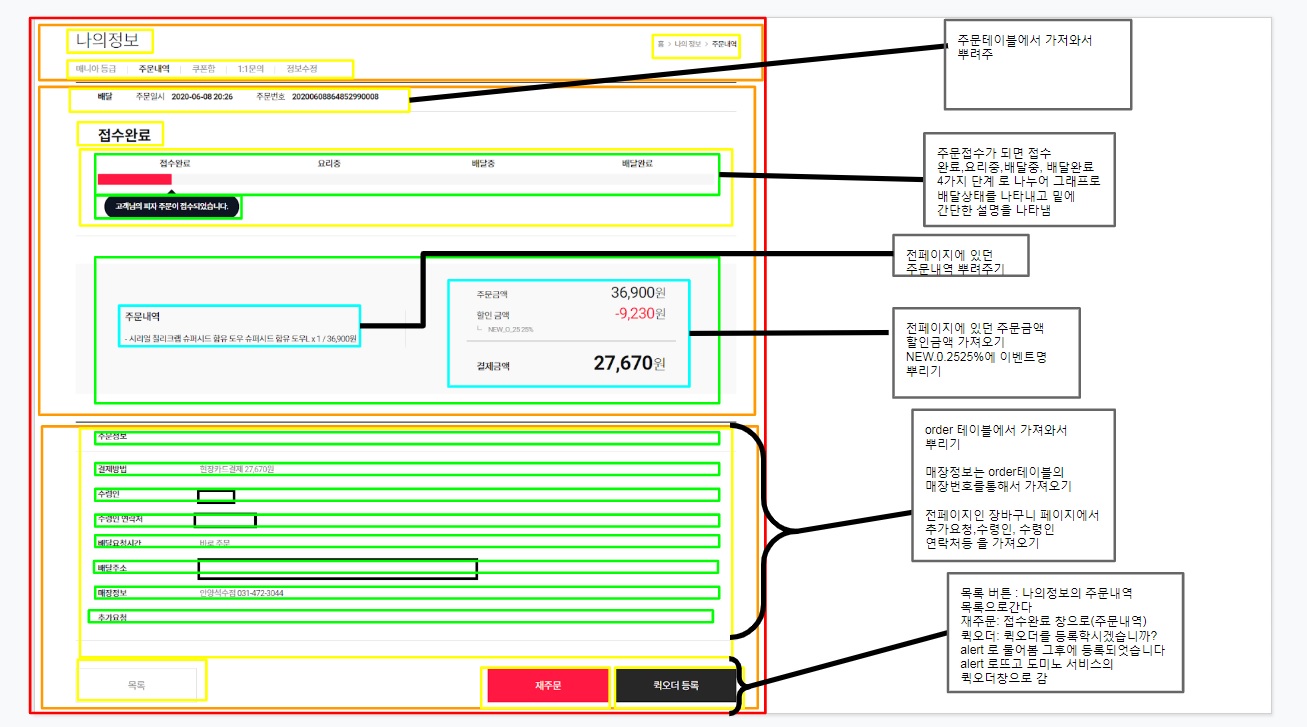 나의정보
홈 > 나의정보 > 주문내역
매니아 등급 | 주문내역 | 쿠폰함 | 1:1문의 | 정보수정
배달 주문일시 2020-06-08 20:26 주문번호 20200608864852990008
접수완료
접수완료 요리중 배달중 배달완료
고객님의 피자 주문이 접수되었습니다.
주문내역
- 시리얼 칠리크랩 슈퍼시드 함유 도우 슈퍼시드 함유 도우L x 1 / 36,900원
주문금액 36,900원
할인 금액 -9,230원
└ NEW_O_25 25%
결제금액 27,670원
주문정보
결제방법 현장카드결제 27,670원
수령인
수령인 연락처
배달요청시간 바로 주문
배달주소
매장정보 안양석수점 031-472-3044
추가요청
목록
재주문
퀵오더 등록
주문테이블에서 가져와서
뿌려주
주문접수가 되면 접수
완료,요리중,배달중, 배달완료
4가지 단계 로 나누어 그래프로
배달상태를 나타내고 밑에
간단한 설명을 나타냄
전페이지에 있던
주문내역 뿌려주기
전페이지에 있던 주문금액
할인금액 가져오기
NEW.0.2525%에 이벤트명
뿌리기
order 테이블에서 가져와서
뿌리기
매장정보는 order테이블의
매장번호를통해서 가져오기
전페이지인 장바구니 페이지에서
추가요청,수령인, 수령인
연락처등 을 가져오기
목록 버튼 : 나의정보의 주문내역
목록으로간다
재주문: 접수완료 창으로(주문내역)
퀵오더: 퀵오더를 등록학시겠습니까?
alert 로 물어봄 그후에 등록되엇습니다
alert 로뜨고 도미노 서비스의
퀵오더창으로 감